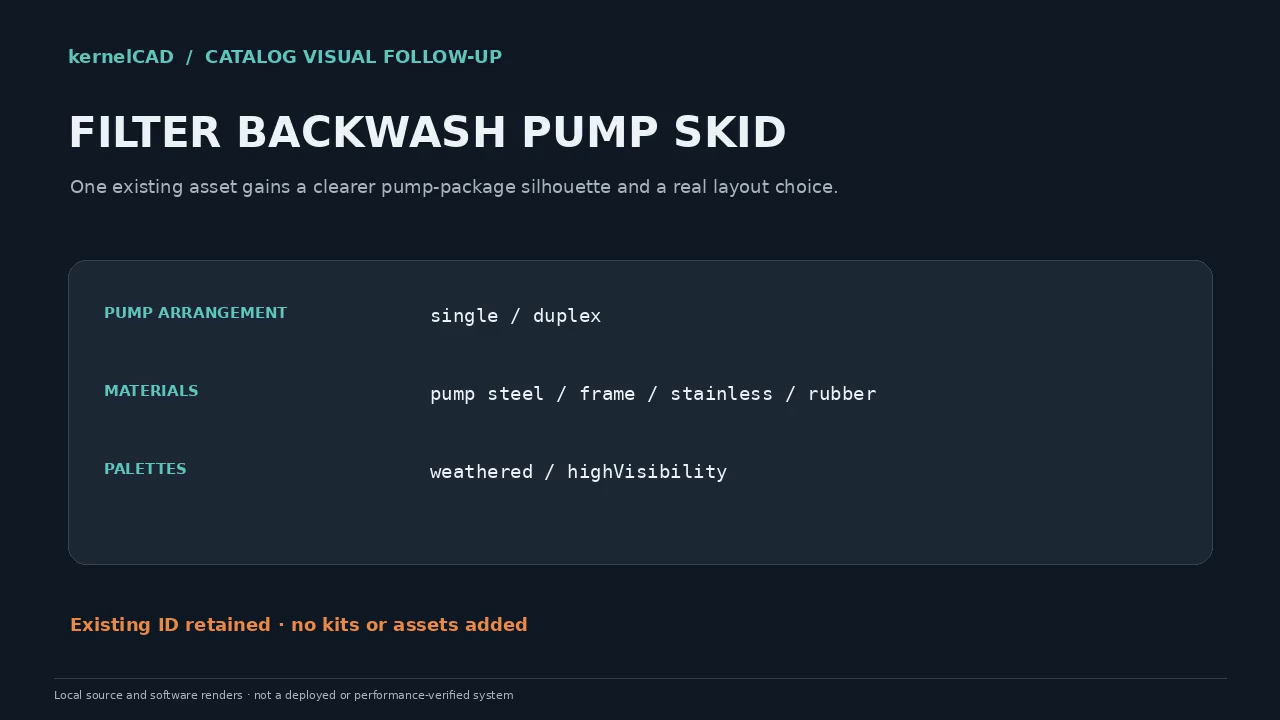 kernelCAD / CATALOG VISUAL FOLLOW-UP
FILTER BACKWASH PUMP SKID
One existing asset gains a clearer pump-package silhouette and a real layout choice.
PUMP ARRANGEMENT single / duplex
MATERIALS pump steel / frame / stainless / rubber
PALETTES weathered / highVisibility
Existing ID retained · no kits or assets added
Local source and software renders · not a deployed or performance-verified system